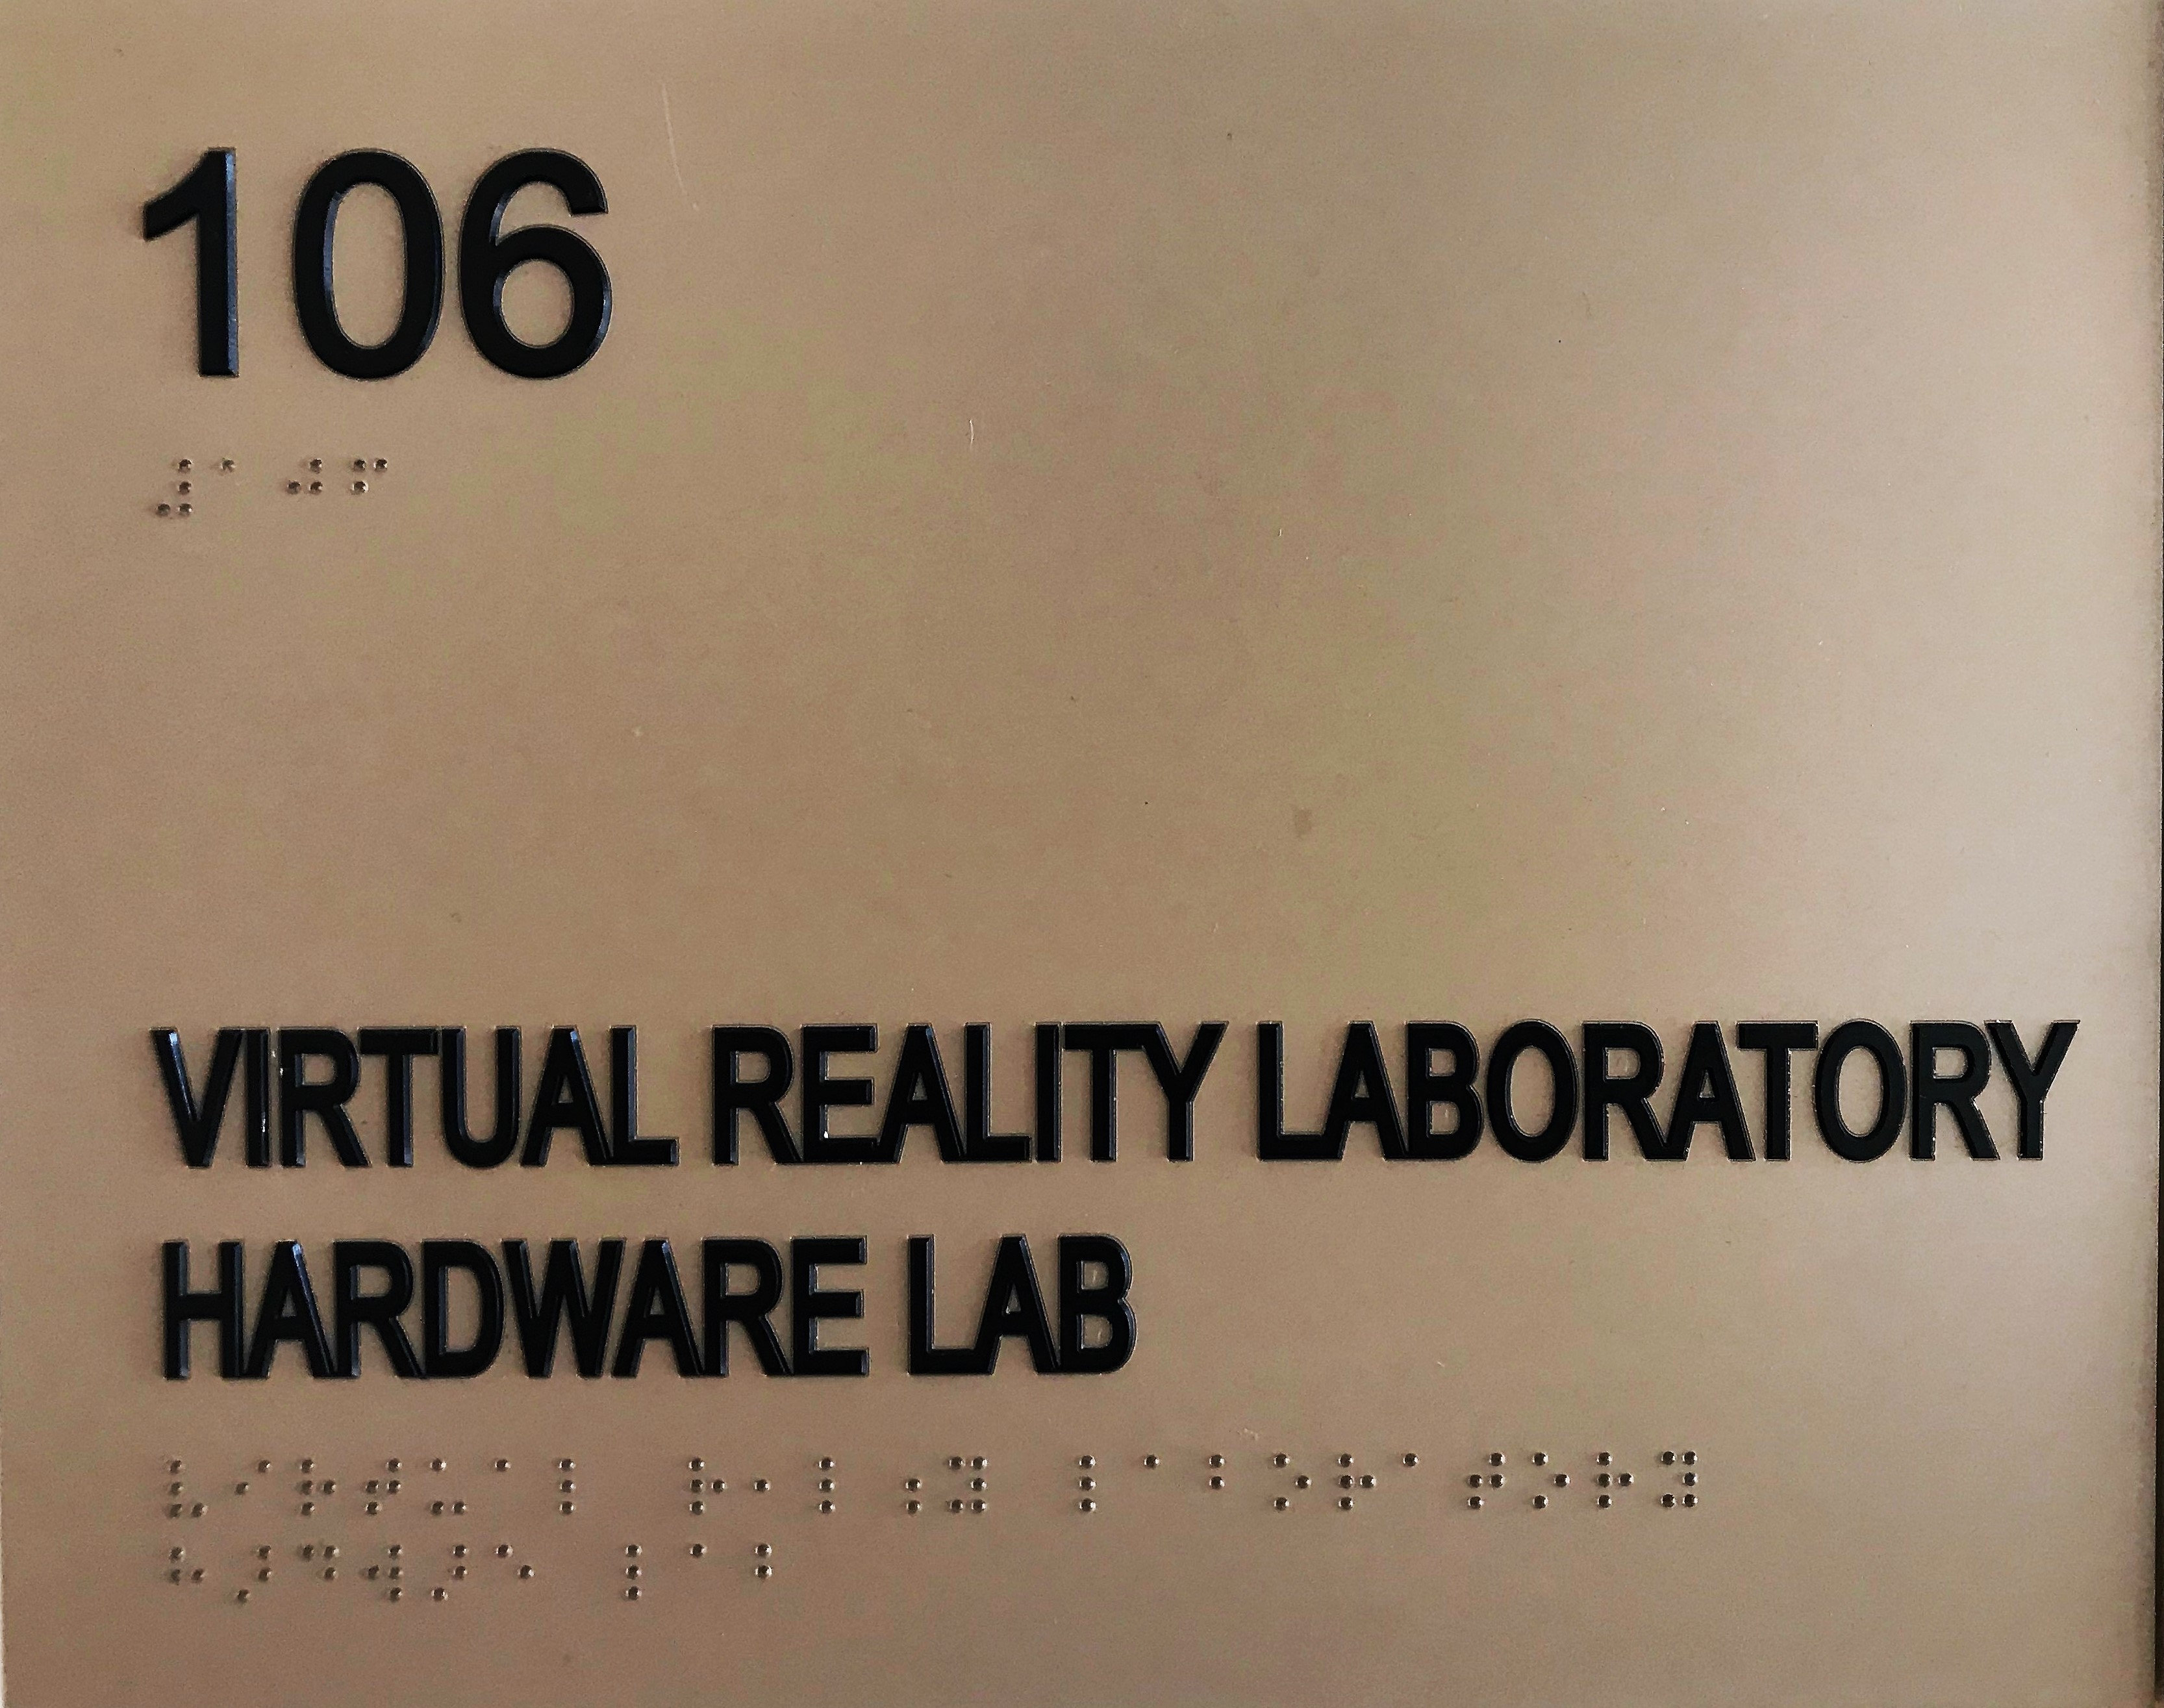 106
⠼⠁⠚⠋
VIRTUAL REALITY LABORATORY
HARDWARE LAB
⠧⠊⠗⠞⠥⠁⠇ ⠗⠂⠇⠰⠽ ⠇⠁⠃⠕⠗⠁⠞⠕⠗⠽
⠓⠜⠙⠺⠜⠑ ⠇⠁⠃